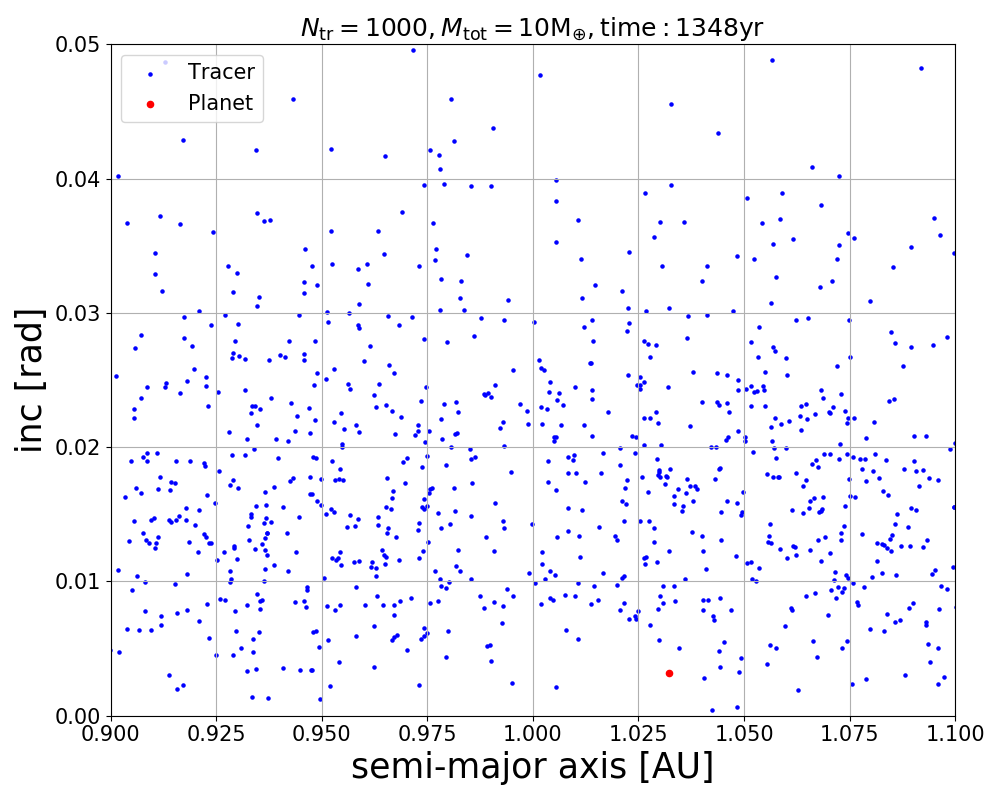 N_tr = 1000, M_tot = 10M_⊕, time : 1348yr
Tracer
Planet
inc [rad]
0.05
0.04
0.03
0.02
0.01
0.00
0.900 0.925 0.950 0.975 1.000 1.025 1.050 1.075 1.100
semi-major axis [AU]